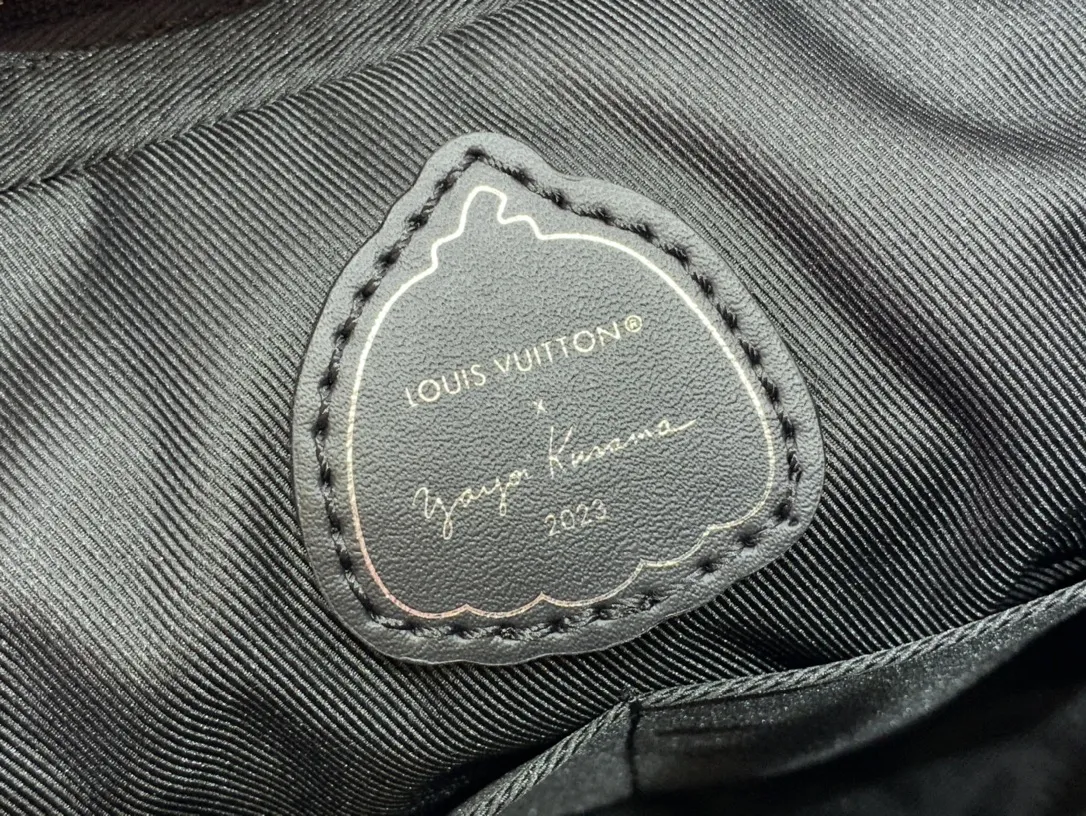 LOUIS VUITTON®
x
Yayoi Kusama
2023